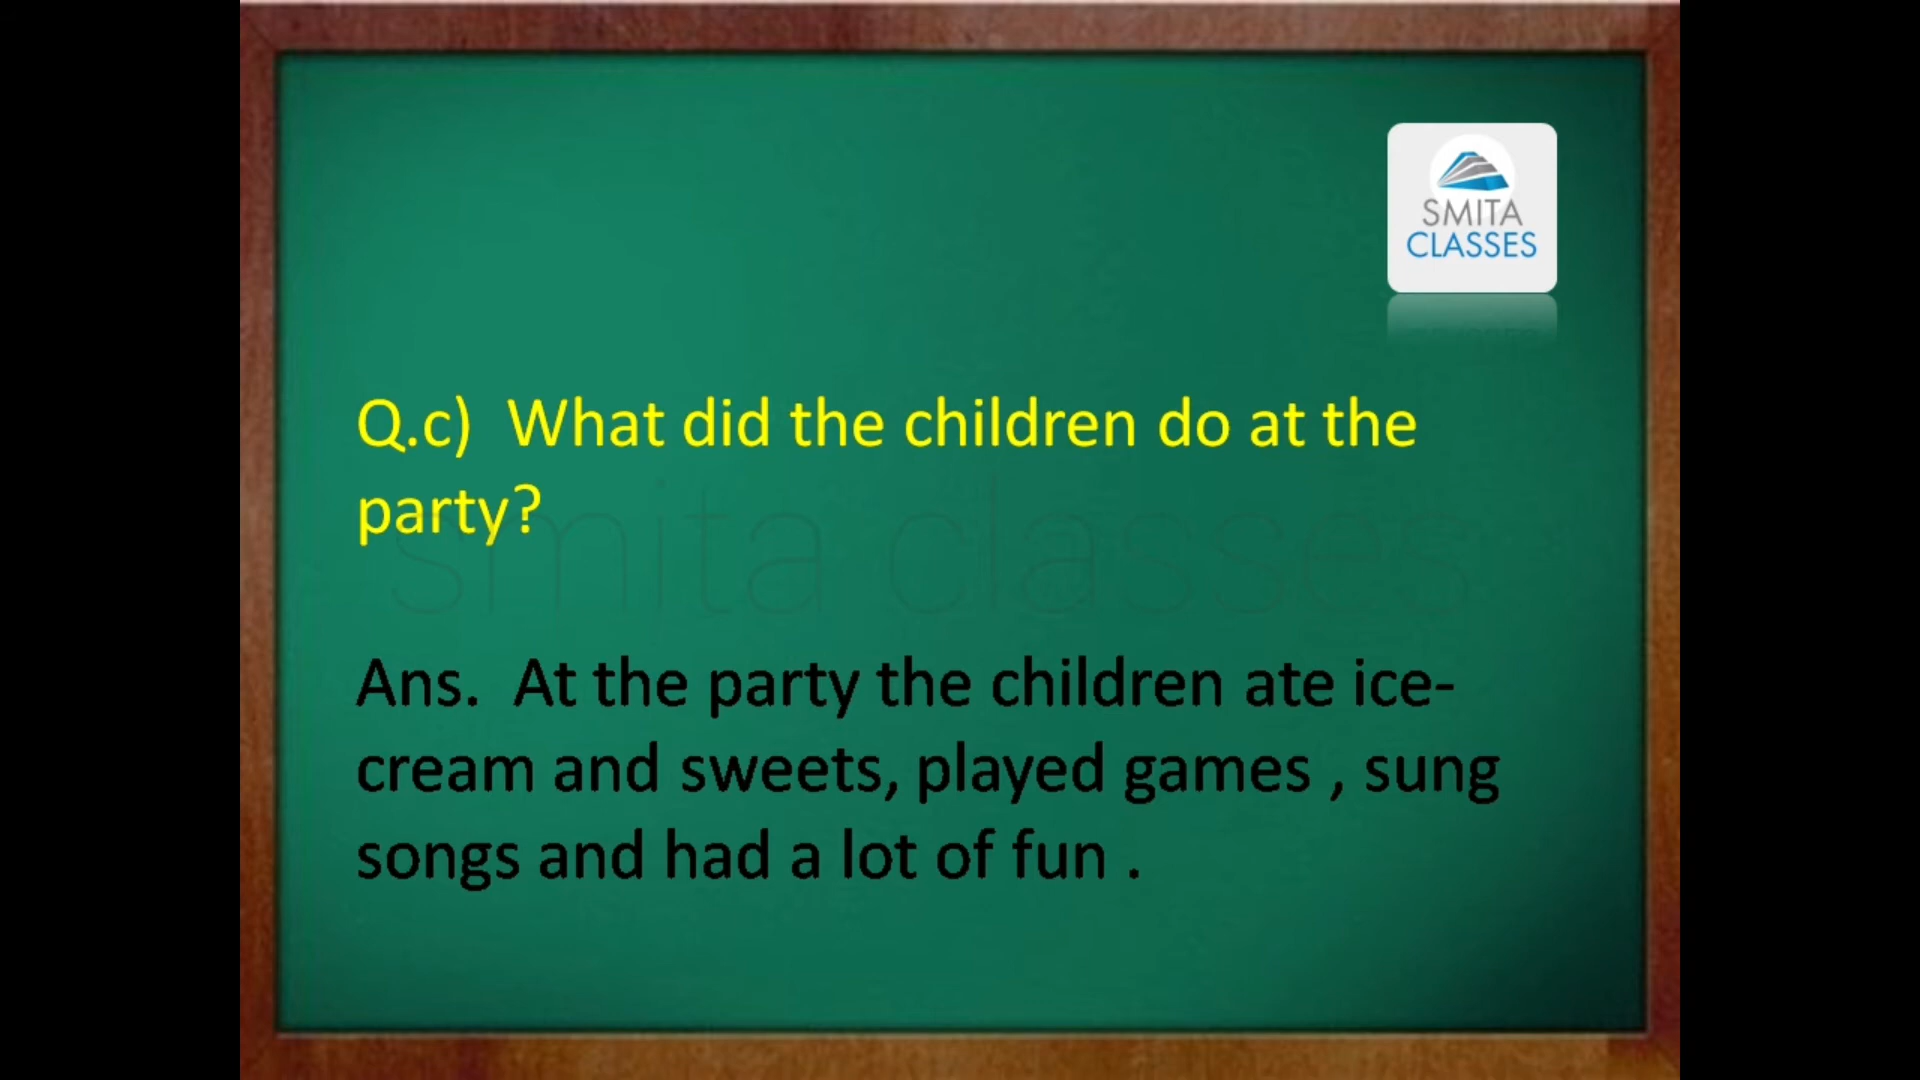 SMITA
CLASSES
Q.c) What did the children do at the
party?
smita classes
Ans. At the party the children ate ice-
cream and sweets, played games , sung
songs and had a lot of fun .